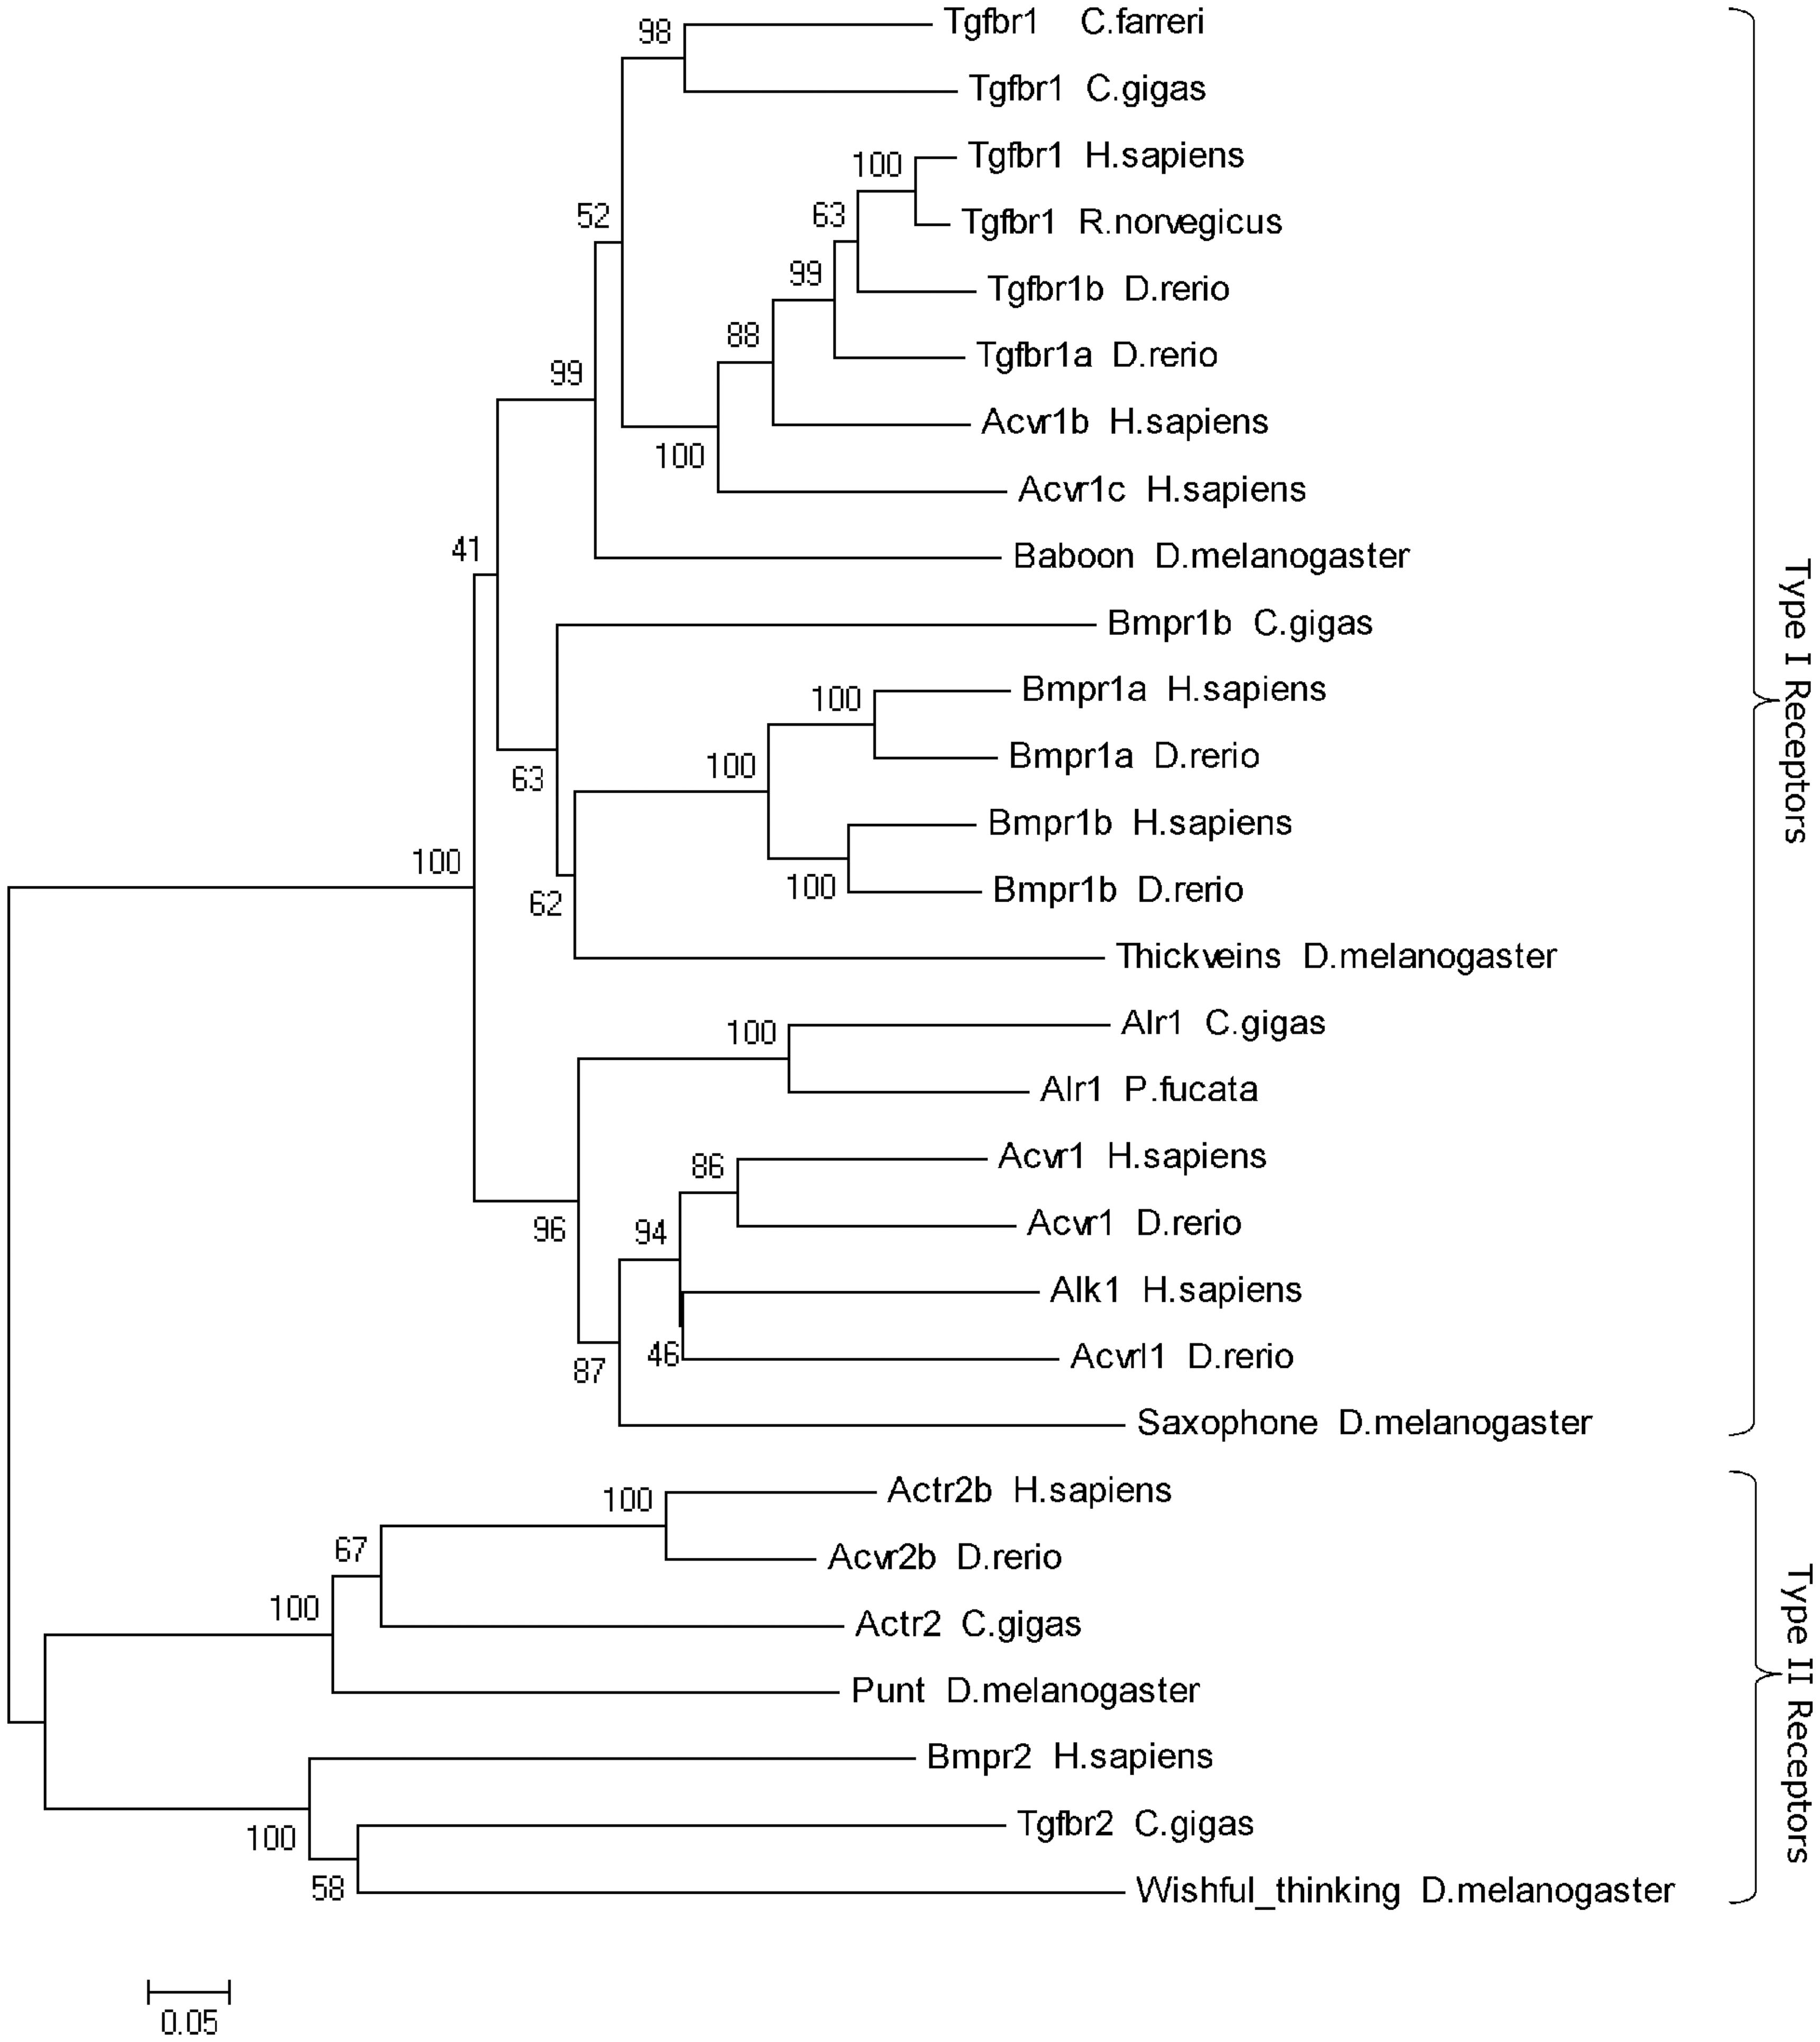 98
Tgfbr1 C.farreri
Tgfbr1 C.gigas
52
100
Tgfbr1 H.sapiens
63
Tgfbr1 R.norvegicus
99
Tgfbr1b D.rerio
88
Tgfbr1a D.rerio
99
Acvr1b H.sapiens
100
Acvr1c H.sapiens
41
Baboon D.melanogaster
Bmpr1b C.gigas
100
Bmpr1a H.sapiens
100
Bmpr1a D.rerio
63
Bmpr1b H.sapiens
100
100
Bmpr1b D.rerio
62
Thickveins D.melanogaster
100
Alr1 C.gigas
Alr1 P.fucata
86
Acvr1 H.sapiens
96
94
Acvr1 D.rerio
Alk1 H.sapiens
87
46
Acvrl1 D.rerio
Saxophone D.melanogaster
Type I Receptors
100
Actr2b H.sapiens
67
Acvr2b D.rerio
100
Actr2 C.gigas
Punt D.melanogaster
Bmpr2 H.sapiens
100
Tgfbr2 C.gigas
58
Wishful_thinking D.melanogaster
Type II Receptors
0.05